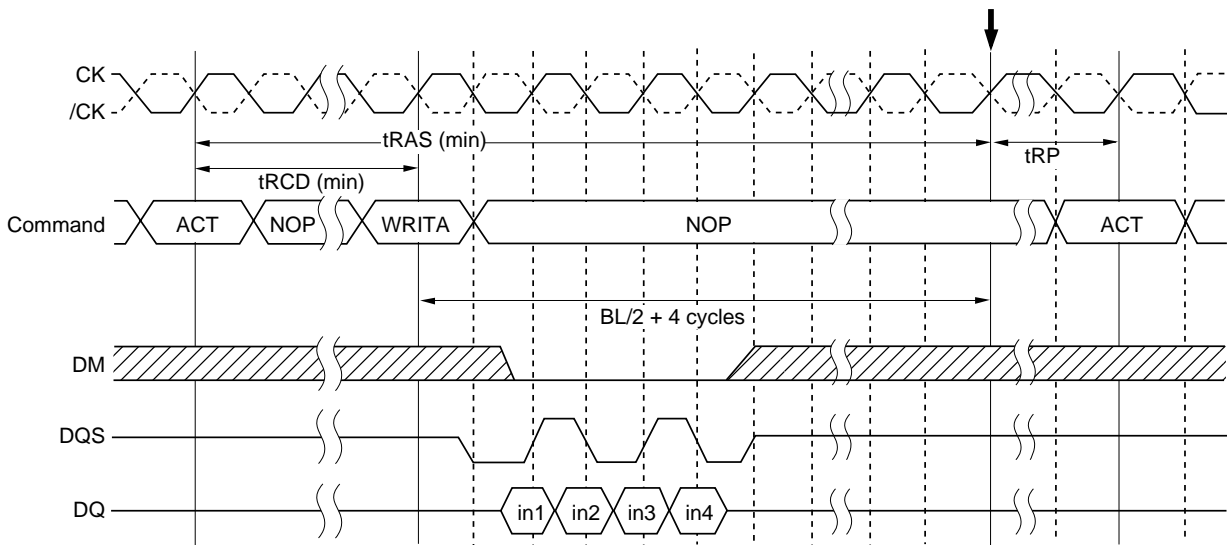 CK
/CK
tRAS (min)
tRP
tRCD (min)
Command ACT NOP WRITA NOP ACT
BL/2 + 4 cycles
DM
DQS
DQ in1 in2 in3 in4